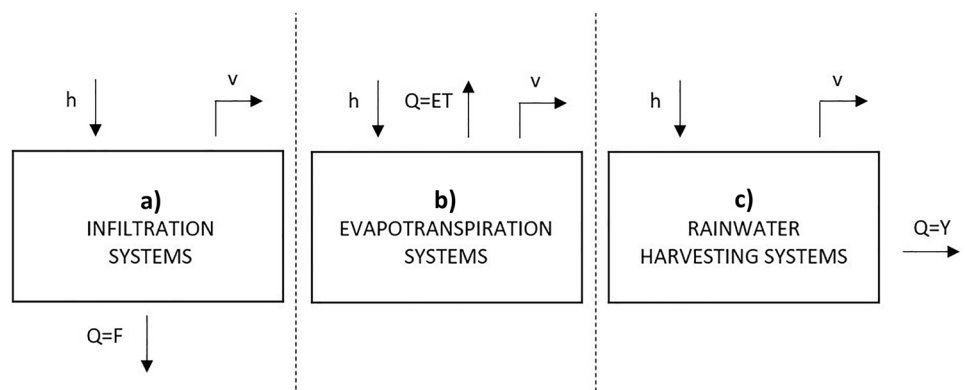 h
v
a)
INFILTRATION
SYSTEMS
Q=F
h
Q=ET
v
b)
EVAPOTRANSPIRATION
SYSTEMS
h
v
c)
RAINWATER
HARVESTING SYSTEMS
Q=Y